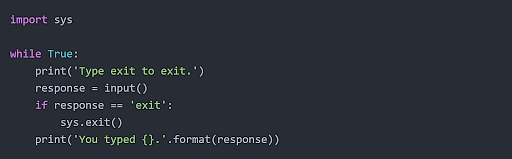 import sys

while True:
    print('Type exit to exit.')
    response = input()
    if response == 'exit':
        sys.exit()
    print('You typed {}.'.format(response))